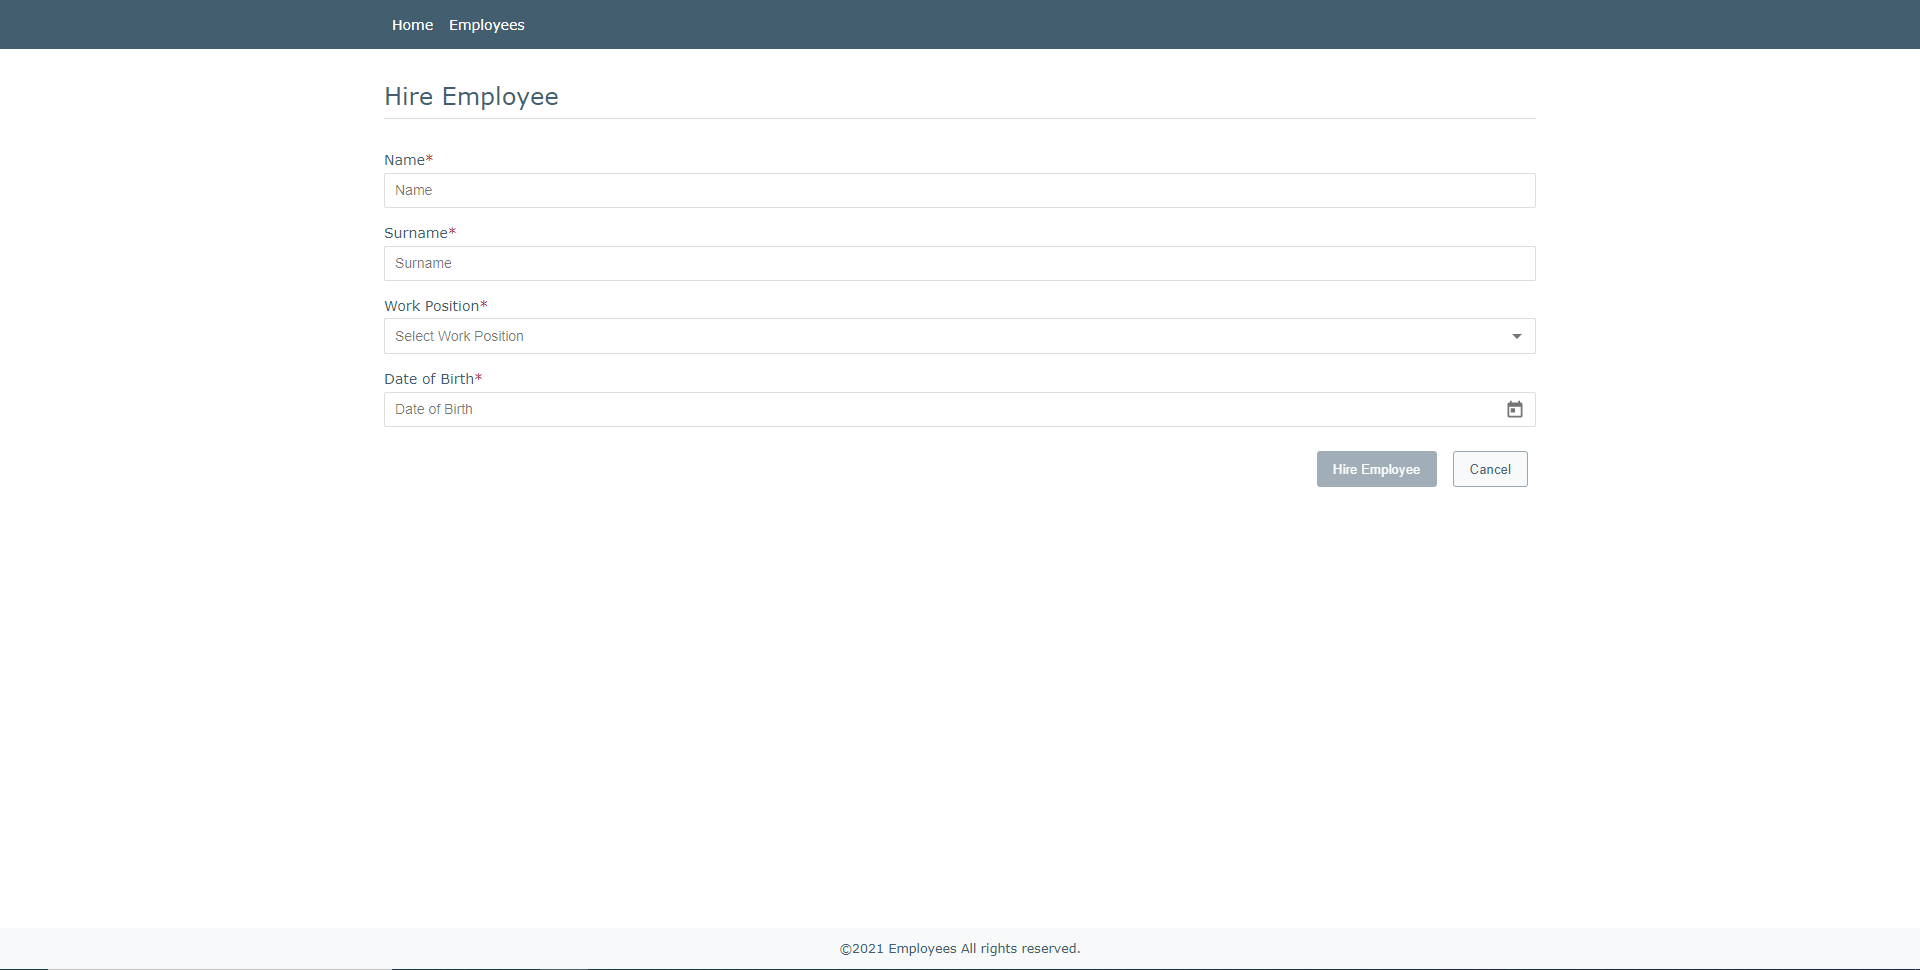 Home Employees
Hire Employee
Name*
Name
Surname*
Surname
Work Position*
Select Work Position
Date of Birth*
Date of Birth
Hire Employee Cancel
©2021 Employees All rights reserved.